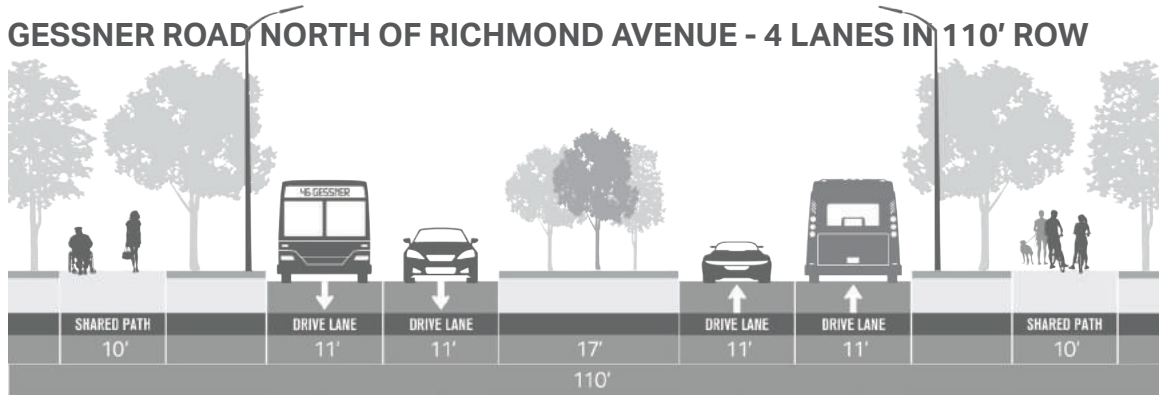 GESSNER ROAD NORTH OF RICHMOND AVENUE - 4 LANES IN 110' ROW
46 GESSNER
SHARED PATH DRIVE LANE DRIVE LANE DRIVE LANE DRIVE LANE SHARED PATH
10' 11' 11' 17' 11' 11' 10'
110'